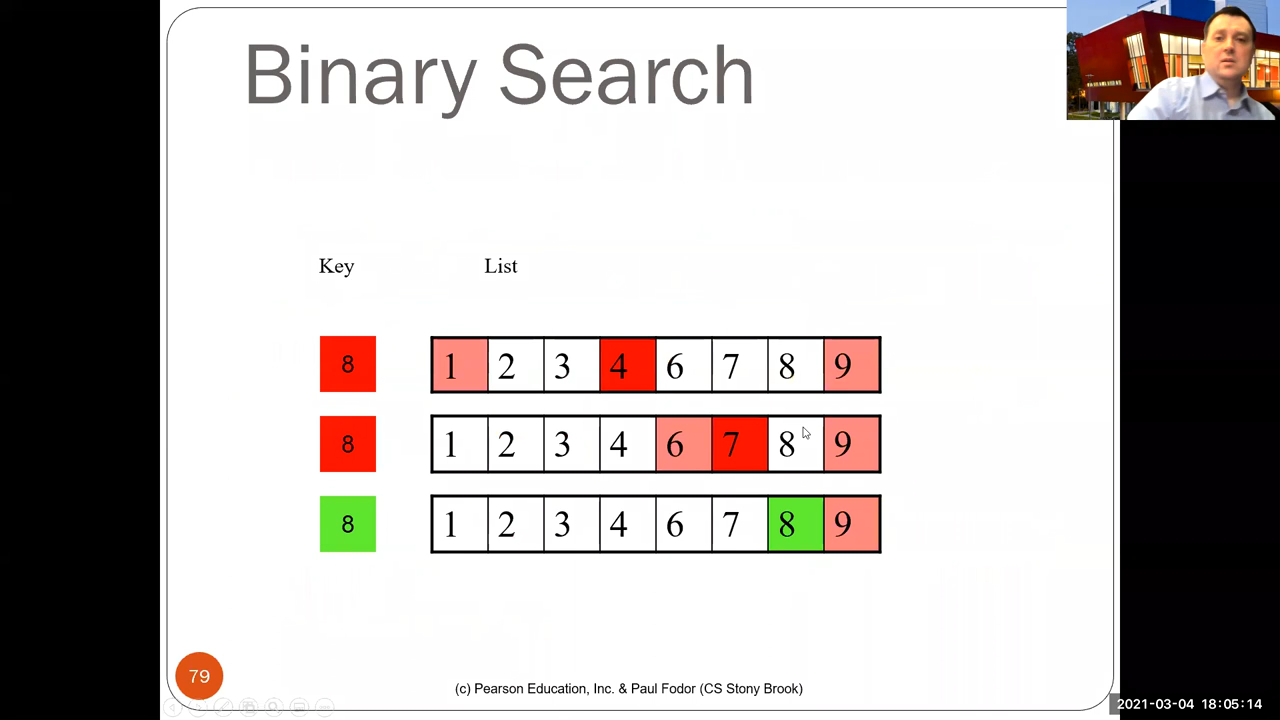 Binary Search
Key List
8 1 2 3 4 6 7 8 9
8 1 2 3 4 6 7 8 9
8 1 2 3 4 6 7 8 9
79
(c) Pearson Education, Inc. & Paul Fodor (CS Stony Brook)
2021-03-04 18:05:14